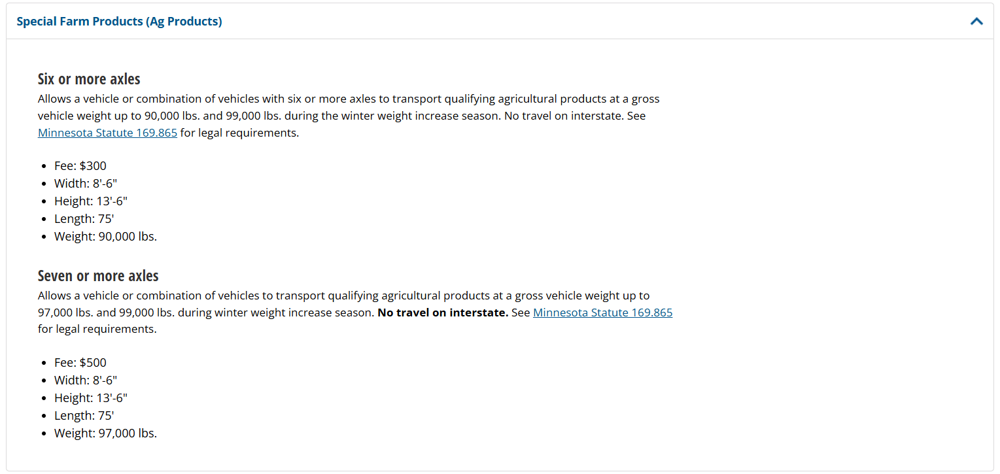 Special Farm Products (Ag Products)
Six or more axles
Allows a vehicle or combination of vehicles with six or more axles to transport qualifying agricultural products at a gross
vehicle weight up to 90,000 lbs. and 99,000 lbs. during the winter weight increase season. No travel on interstate. See
Minnesota Statute 169.865 for legal requirements.
• Fee: $300
• Width: 8'-6"
• Height: 13'-6"
• Length: 75'
• Weight: 90,000 lbs.
Seven or more axles
Allows a vehicle or combination of vehicles to transport qualifying agricultural products at a gross vehicle weight up to
97,000 lbs. and 99,000 lbs. during winter weight increase season. No travel on interstate. See Minnesota Statute 169.865
for legal requirements.
• Fee: $500
• Width: 8'-6"
• Height: 13'-6"
• Length: 75'
• Weight: 97,000 lbs.